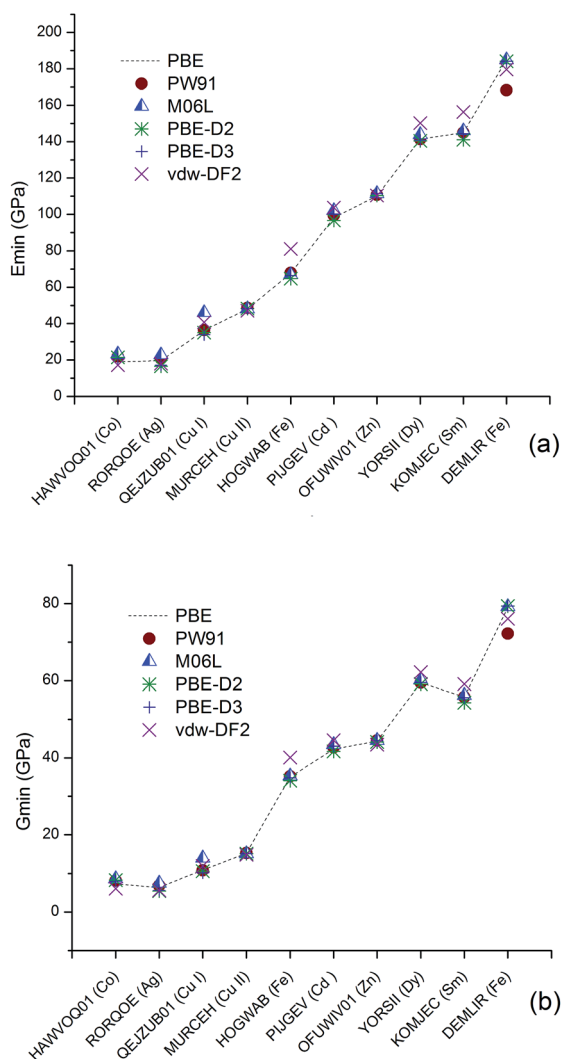 200
180
160
140
120
100
80
60
40
20
0
Emin (GPa)
PBE
PW91
M06L
PBE-D2
PBE-D3
vdw-DF2
HAWVOQ01 (Co)
RORQOE (Ag)
QEJZUB01 (Cu I)
MURCEH (Cu II)
HOGWAB (Fe)
PIJGEV (Cd )
OFUWIV01 (Zn)
YORSII (Dy)
KOMJEC (Sm)
DEMLIR (Fe)
(a)
80
60
40
20
0
Gmin (GPa)
PBE
PW91
M06L
PBE-D2
PBE-D3
vdw-DF2
HAWVOQ01 (Co)
RORQOE (Ag)
QEJZUB01 (Cu I)
MURCEH (Cu II)
HOGWAB (Fe)
PIJGEV (Cd )
OFUWIV01 (Zn)
YORSII (Dy)
KOMJEC (Sm)
DEMLIR (Fe)
(b)